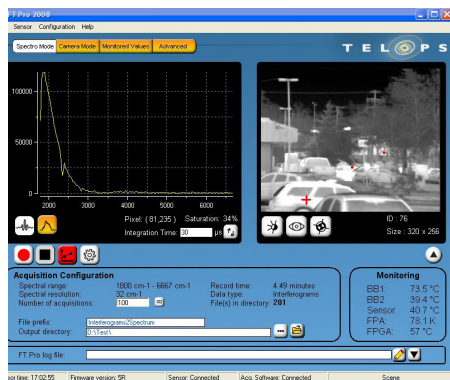 FT Pro 2008
Sensor Configuration Help
Spectro Mode Camera Mode Monitored Values Advanced
TELOPS
100000
50000
0
2000 3000 4000 5000 6000
Pixel: (81,235) Saturation: 34%
Integration Time: 30 µs
ID : 76
Size : 320 x 256
Acquisition Configuration
Spectral range: 1800 cm-1 - 6667 cm-1
Spectral resolution: 32 cm-1
Number of acquisitions: 100
Record time: 4.49 minutes
Data type: Interferograms
File(s) in directory: 201
File prefix: Interferograms2Spectrum
Output directory: D:\Test\
Monitoring
BB1: 73.5 °C
BB2 39.4 °C
Sensor: 40.7 °C
FPA: 78.1 K
FPGA: 57 °C
FT Pro log file:
sor time: 17:02:55 Firmware version: 5R Sensor: Connected Acq. Software: Connected Scene